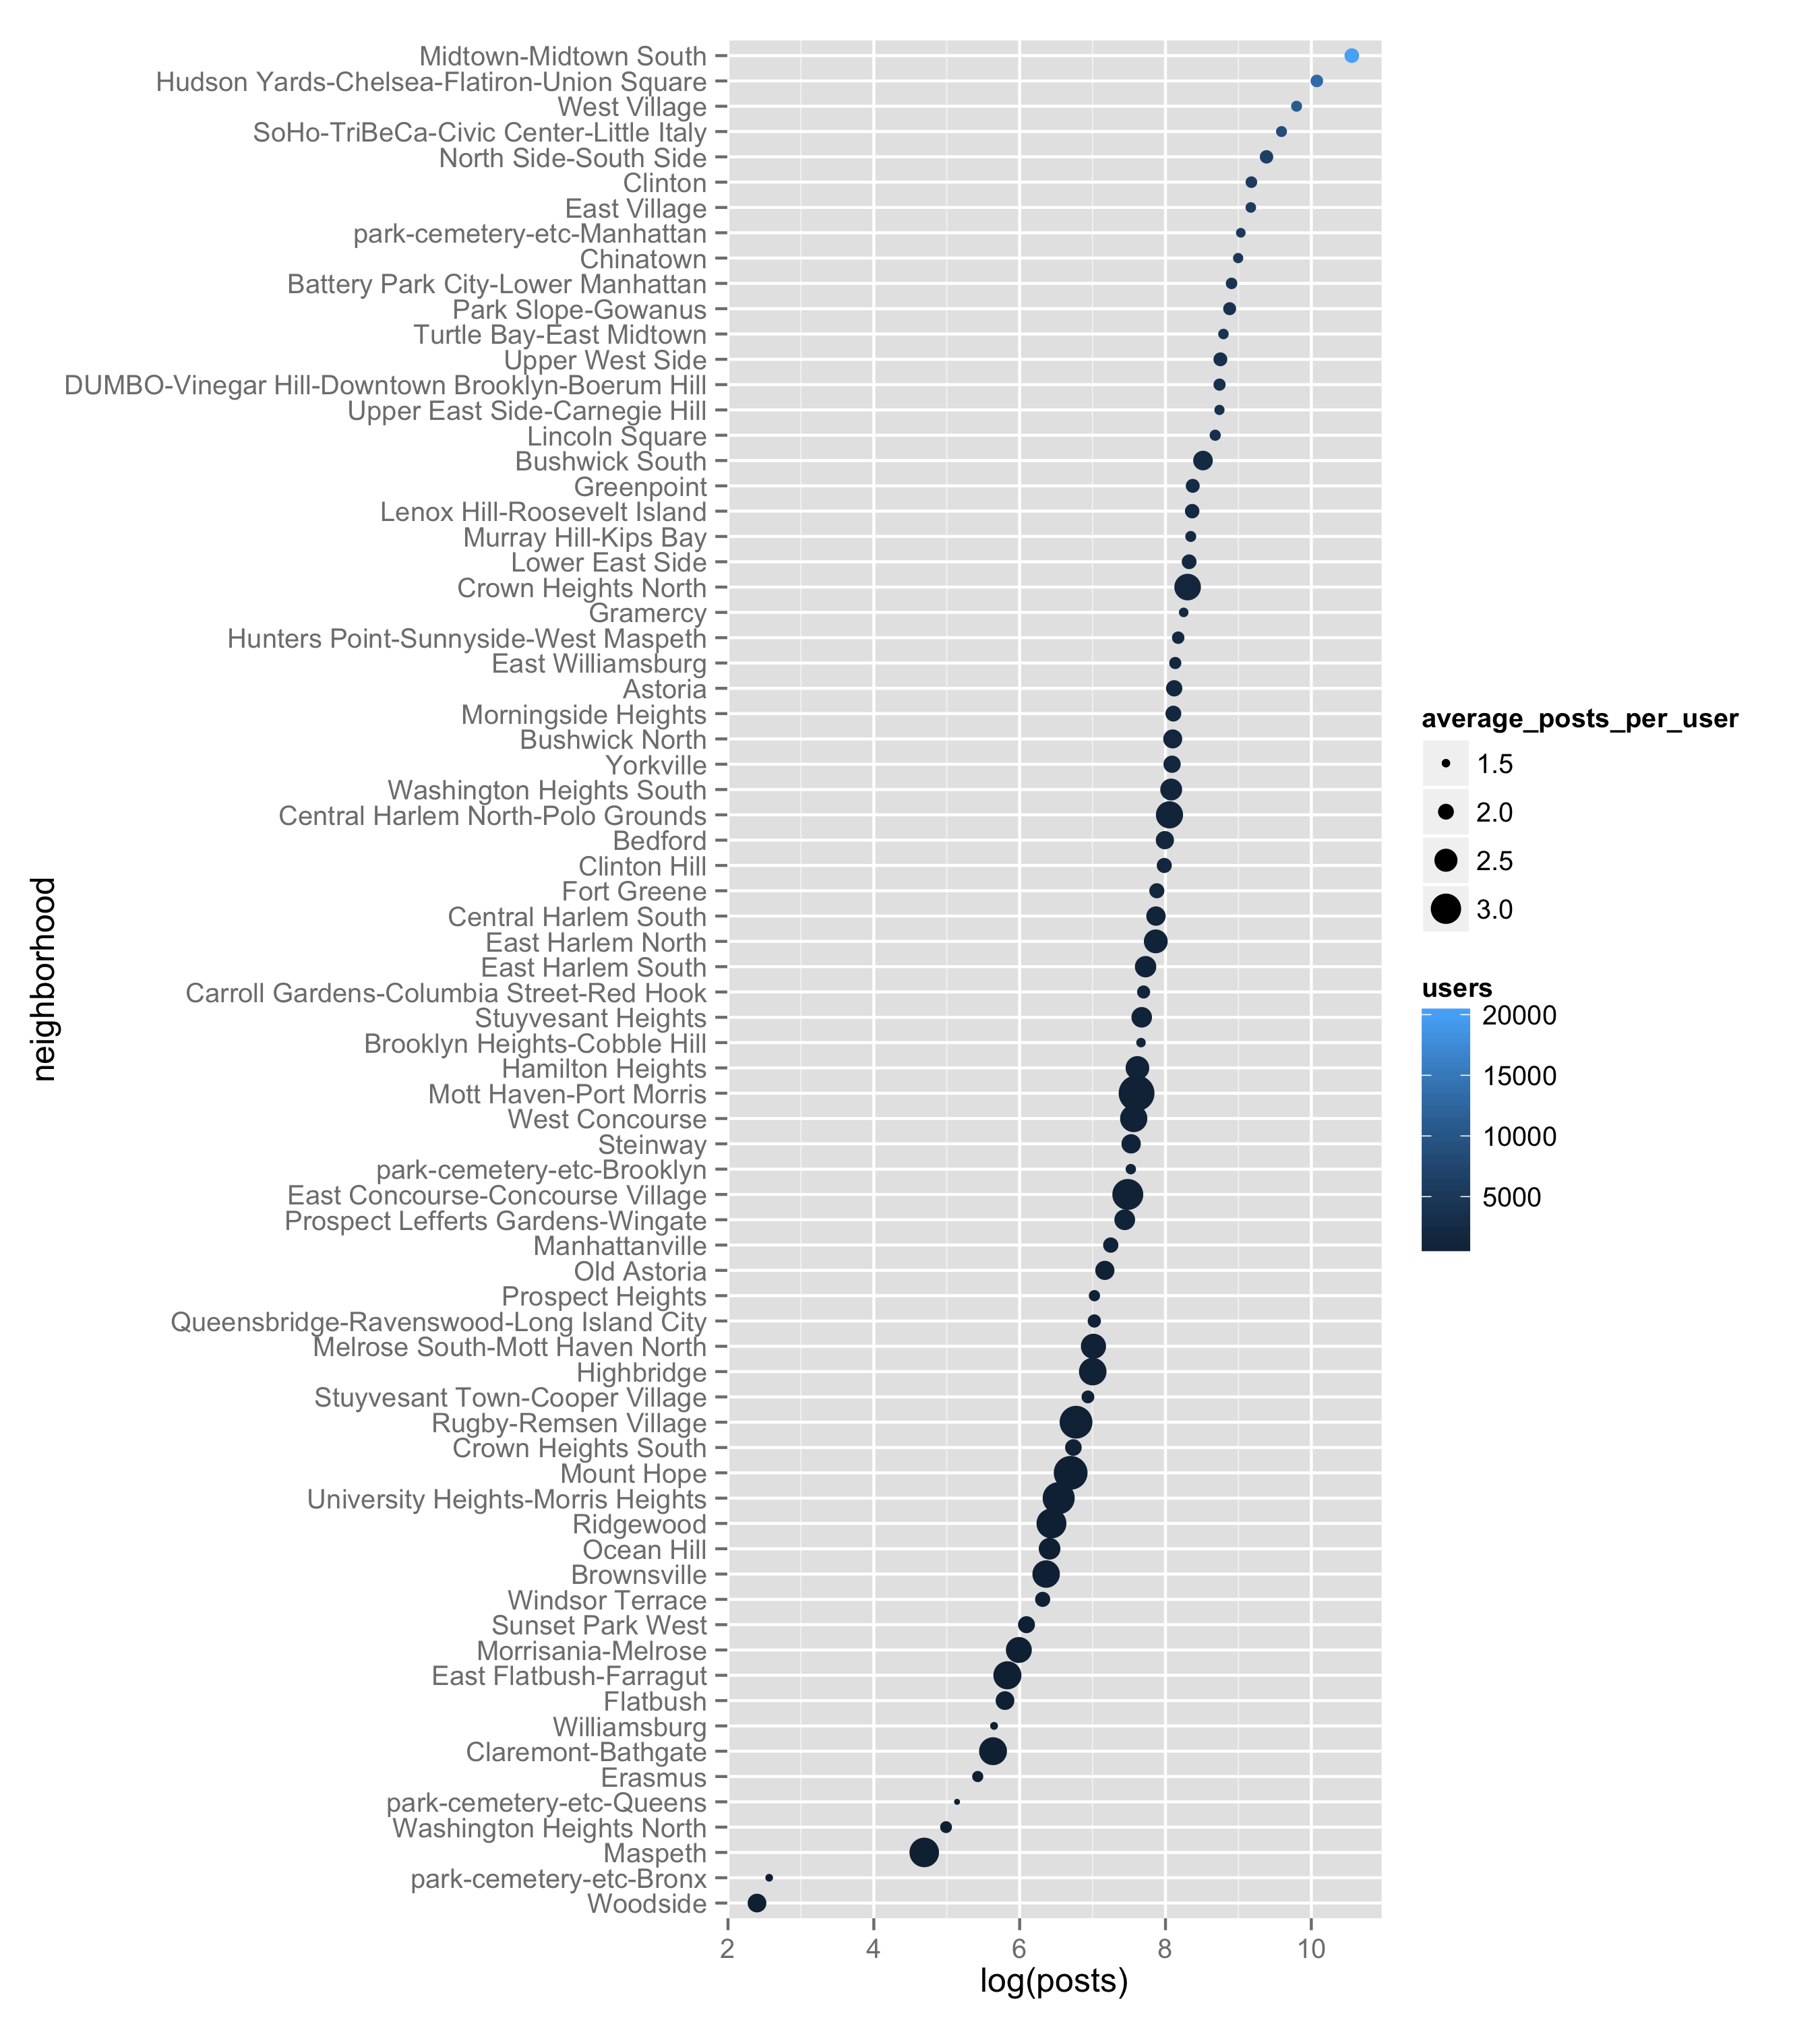 Midtown-Midtown South
Hudson Yards-Chelsea-Flatiron-Union Square
West Village
SoHo-TriBeCa-Civic Center-Little Italy
North Side-South Side
Clinton
East Village
park-cemetery-etc-Manhattan
Chinatown
Battery Park City-Lower Manhattan
Park Slope-Gowanus
Turtle Bay-East Midtown
Upper West Side
DUMBO-Vinegar Hill-Downtown Brooklyn-Boerum Hill
Upper East Side-Carnegie Hill
Lincoln Square
Bushwick South
Greenpoint
Lenox Hill-Roosevelt Island
Murray Hill-Kips Bay
Lower East Side
Crown Heights North
Gramercy
Hunters Point-Sunnyside-West Maspeth
East Williamsburg
Astoria
Morningside Heights
Bushwick North
Yorkville
Washington Heights South
Central Harlem North-Polo Grounds
Bedford
Clinton Hill
Fort Greene
Central Harlem South
East Harlem North
East Harlem South
Carroll Gardens-Columbia Street-Red Hook
Stuyvesant Heights
Brooklyn Heights-Cobble Hill
Hamilton Heights
Mott Haven-Port Morris
West Concourse
Steinway
park-cemetery-etc-Brooklyn
East Concourse-Concourse Village
Prospect Lefferts Gardens-Wingate
Manhattanville
Old Astoria
Prospect Heights
Queensbridge-Ravenswood-Long Island City
Melrose South-Mott Haven North
Highbridge
Stuyvesant Town-Cooper Village
Rugby-Remsen Village
Crown Heights South
Mount Hope
University Heights-Morris Heights
Ridgewood
Ocean Hill
Brownsville
Windsor Terrace
Sunset Park West
Morrisania-Melrose
East Flatbush-Farragut
Flatbush
Williamsburg
Claremont-Bathgate
Erasmus
park-cemetery-etc-Queens
Washington Heights North
Maspeth
park-cemetery-etc-Bronx
Woodside
neighborhood
2 4 6 8 10
log(posts)
average_posts_per_user
1.5
2.0
2.5
3.0
users
20000
15000
10000
5000